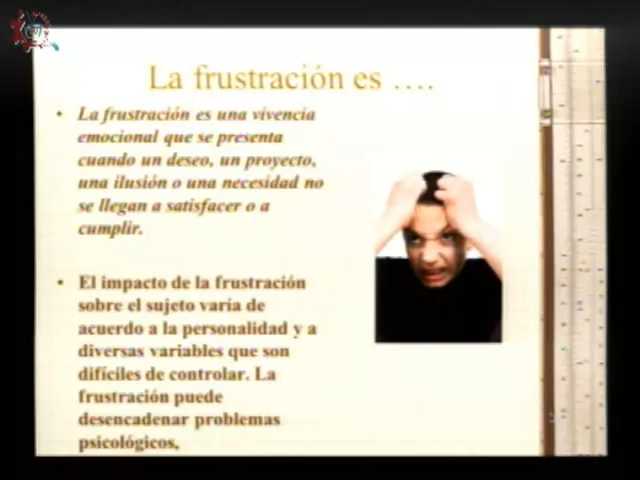 La frustración es ....
• La frustración es una vivencia
emocional que se presenta
cuando un deseo, un proyecto,
una ilusión o una necesidad no
se llegan a satisfacer o a
cumplir.
• El impacto de la frustración
sobre el sujeto varía de
acuerdo a la personalidad y a
diversas variables que son
difíciles de controlar. La
frustración puede
desencadenar problemas
psicológicos,